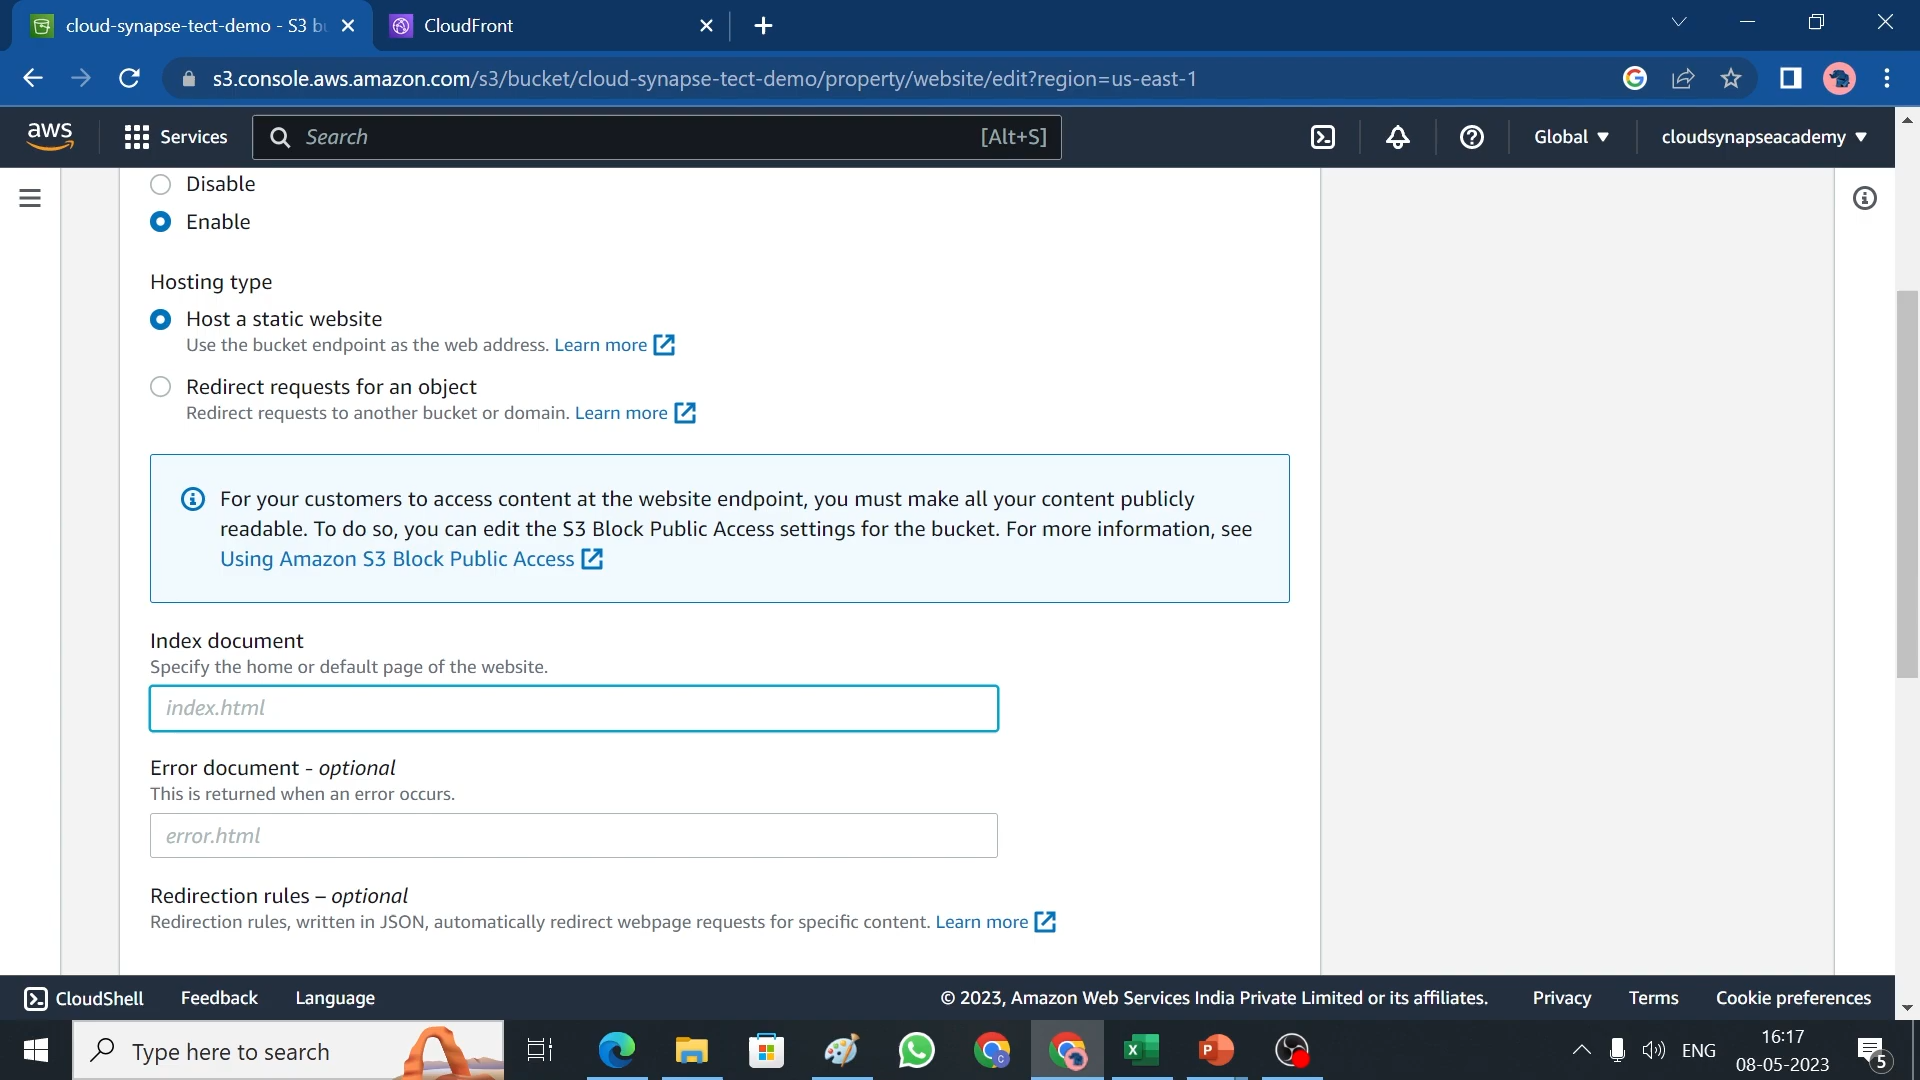 cloud-synapse-tect-demo - S3 bu
CloudFront
s3.console.aws.amazon.com/s3/bucket/cloud-synapse-tect-demo/property/website/edit?region=us-east-1
aws
Services
Search
[Alt+S]
Global
cloudsynapseacademy
Disable
Enable
Hosting type
Host a static website
Use the bucket endpoint as the web address. Learn more
Redirect requests for an object
Redirect requests to another bucket or domain. Learn more
For your customers to access content at the website endpoint, you must make all your content publicly
readable. To do so, you can edit the S3 Block Public Access settings for the bucket. For more information, see
Using Amazon S3 Block Public Access
Index document
Specify the home or default page of the website.
index.html
Error document - optional
This is returned when an error occurs.
error.html
Redirection rules – optional
Redirection rules, written in JSON, automatically redirect webpage requests for specific content. Learn more
CloudShell
Feedback
Language
© 2023, Amazon Web Services India Private Limited or its affiliates.
Privacy
Terms
Cookie preferences
Type here to search
ENG
16:17
08-05-2023
5